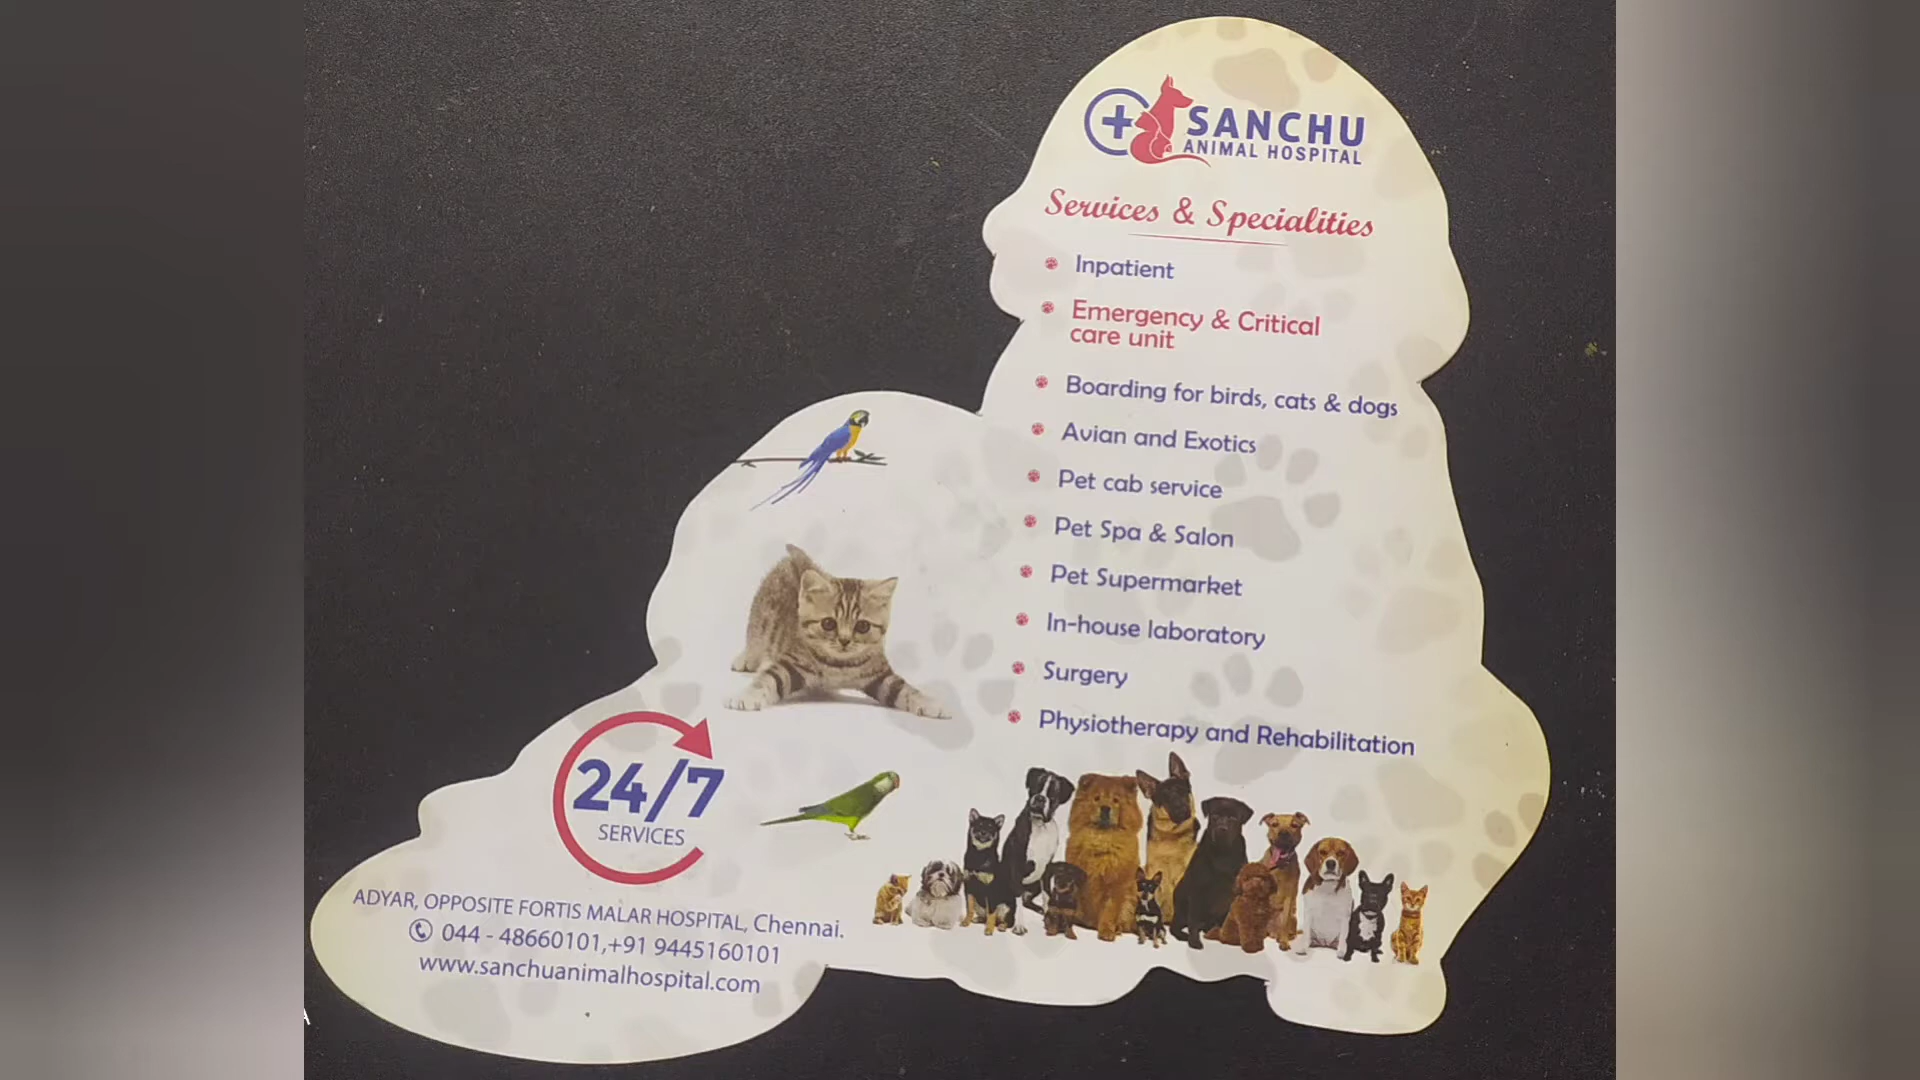 SANCHU
ANIMAL HOSPITAL
Services & Specialities
Inpatient
Emergency & Critical
care unit
Boarding for birds, cats & dogs
Avian and Exotics
Pet cab service
Pet Spa & Salon
Pet Supermarket
In-house laboratory
Surgery
Physiotherapy and Rehabilitation
24/7
SERVICES
ADYAR, OPPOSITE FORTIS MALAR HOSPITAL, Chennai.
044 - 48660101,+91 9445160101
www.sanchuanimalhospital.com